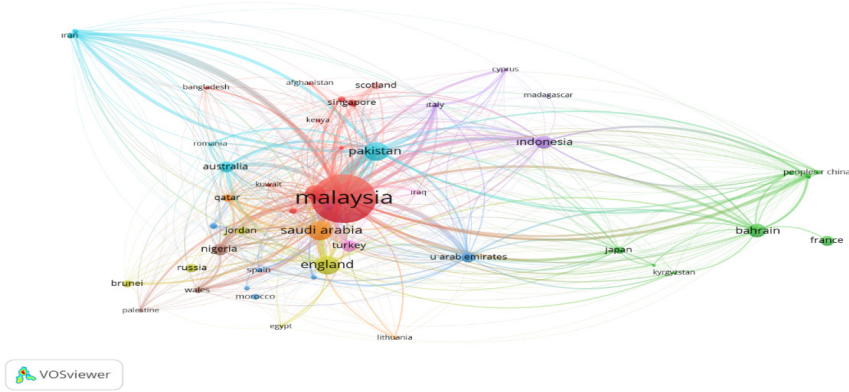 iran
cyprus
afghanistan
scotland
bangladesh
madagascar
singapore
italy
kenya
romania
indonesia
pakistan
australia
peoples r china
kuwait
iraq
malaysia
qatar
saudi arabia
jordan
bahrain
france
nigeria
turkey
japan
u arab emirates
england
russia
spain
kyrgyzstan
brunei
wales
morocco
palestine
egypt
lithuania
VOSviewer